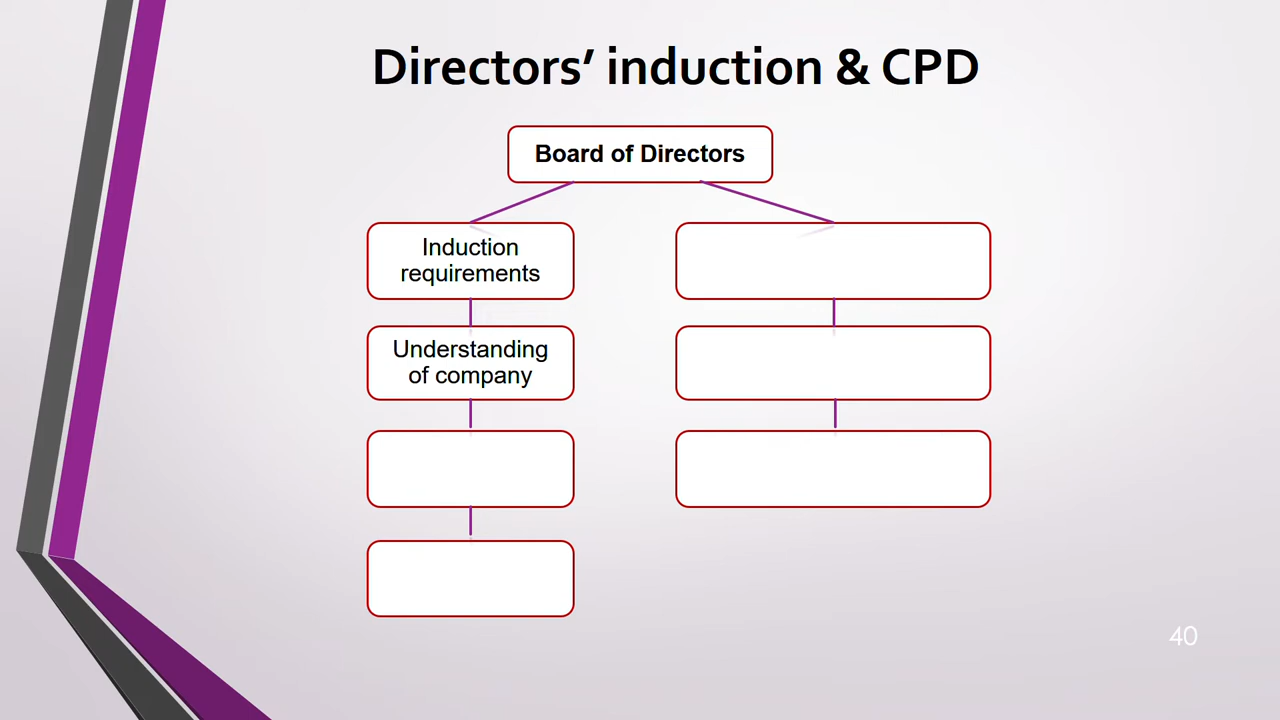 Directors’ induction & CPD
Board of Directors
Induction
requirements
Understanding
of company
40